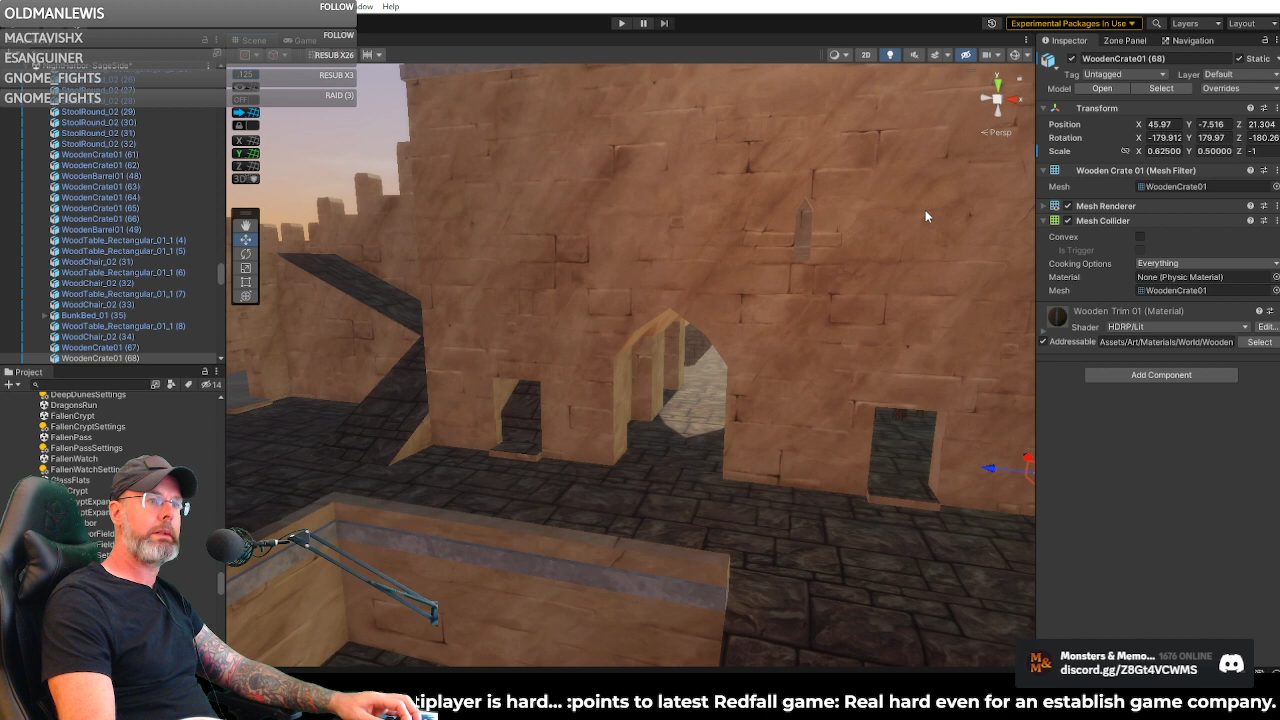 OLDMANLEWIS
FOLLOW
MACTAVISHX
FOLLOW
ESANGUINER
RESUB X26
GNOME_FIGHTS
RESUB X3
GNOME_FIGHTS
RAID (3)
Help
Experimental Packages In Use
Layers
Layout
Scene
Game
2D
125
OFF
X
Y
Z
3D
y
x
Persp
StoolRound_02 (29)
StoolRound_02 (30)
StoolRound_02 (31)
StoolRound_02 (32)
WoodenCrate01 (61)
WoodenCrate01 (62)
WoodenBarrel01 (48)
WoodenCrate01 (63)
WoodenCrate01 (64)
WoodenCrate01 (65)
WoodenCrate01 (66)
WoodenBarrel01 (49)
WoodTable_Rectangular_01_1 (4)
WoodTable_Rectangular_01_1 (5)
WoodChair_02 (31)
WoodTable_Rectangular_01_1 (6)
WoodChair_02 (32)
WoodTable_Rectangular_01_1 (7)
WoodChair_02 (33)
BunkBed_01 (35)
WoodTable_Rectangular_01_1 (8)
WoodChair_02 (34)
WoodenCrate01 (67)
WoodenCrate01 (68)
Project
14
DeepDunesSettings
DragonsRun
FallenCrypt
FallenCryptSettings
FallenPass
FallenPassSettings
FallenWatch
FallenWatchSetti
GlassFlats
Inspector
Zone Panel
Navigation
WoodenCrate01 (68)
Static
Tag Untagged
Layer Default
Model Open Select Overrides
Transform
Position X 45.97 Y -7.516 Z 21.304
Rotation X -179.912 Y 179.97 Z -180.26
Scale X 0.62500 Y 0.50000 Z -1
Wooden Crate 01 (Mesh Filter)
Mesh WoodenCrate01
Mesh Renderer
Mesh Collider
Convex
Is Trigger
Cooking Options Everything
Material None (Physic Material)
Mesh WoodenCrate01
Wooden Trim 01 (Material)
Shader HDRP/Lit Edit...
Addressable Assets/Art/Materials/World/Wooden Select
Add Component
Monsters & Memo... 1676 ONLINE
discord.gg/Z8Gt4VCWMS
tiplayer is hard... :points to latest Redfall game: Real hard even for an establish game company.